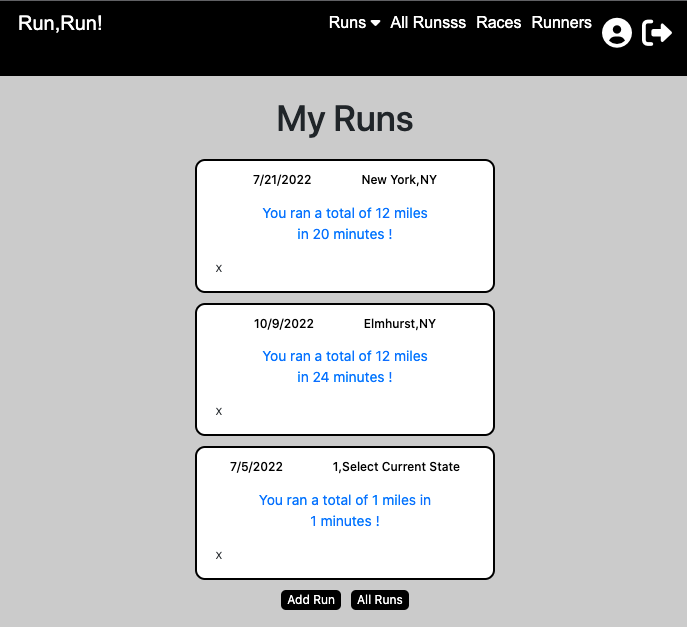 Run,Run!
Runs All Runsss Races Runners
My Runs
7/21/2022 New York,NY
You ran a total of 12 miles
in 20 minutes !
x
10/9/2022 Elmhurst,NY
You ran a total of 12 miles
in 24 minutes !
x
7/5/2022 1,Select Current State
You ran a total of 1 miles in
1 minutes !
x
Add Run All Runs